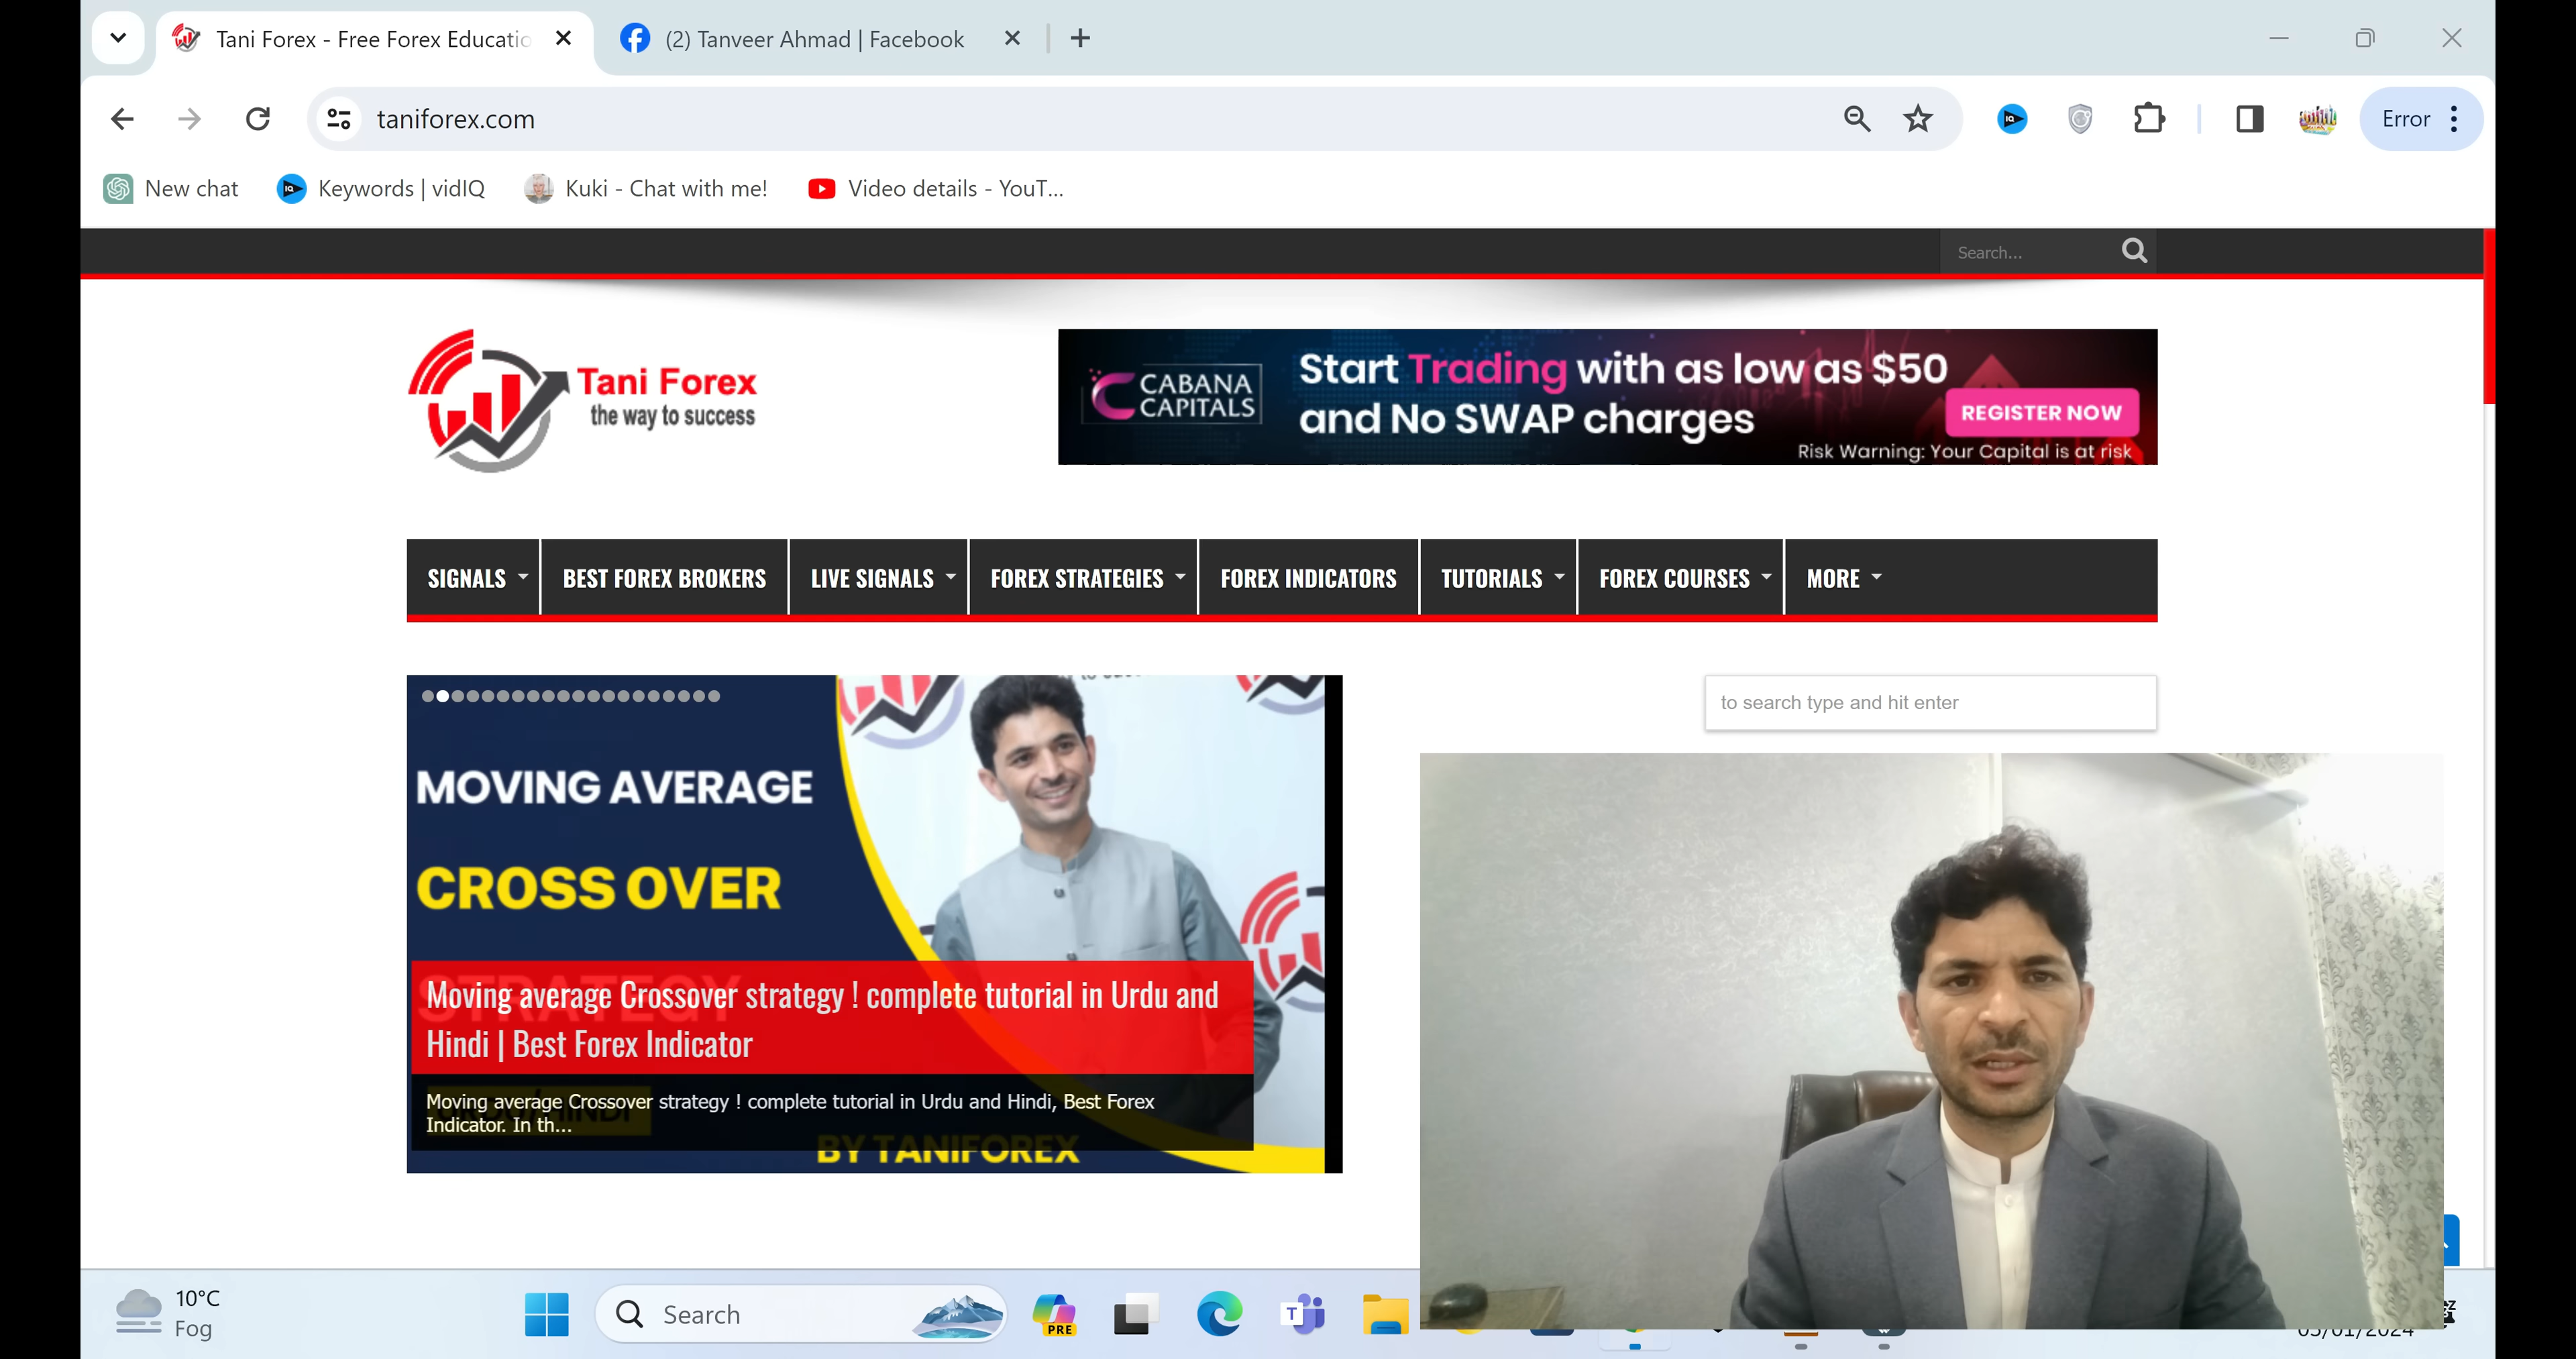 Tani Forex - Free Forex Educatio
(2) Tanveer Ahmad | Facebook
taniforex.com
Error
New chat
Keywords | vidIQ
Kuki - Chat with me!
Video details - YouT...
Search...
Tani Forex
the way to success
CABANA
CAPITALS
Start Trading with as low as $50
and No SWAP charges
REGISTER NOW
Risk Warning: Your Capital is at risk
SIGNALS
BEST FOREX BROKERS
LIVE SIGNALS
FOREX STRATEGIES
FOREX INDICATORS
TUTORIALS
FOREX COURSES
MORE
to search type and hit enter
MOVING AVERAGE
CROSS OVER
STRATEGY
Moving average Crossover strategy ! complete tutorial in Urdu and
Hindi | Best Forex Indicator
Moving average Crossover strategy ! complete tutorial in Urdu and Hindi, Best Forex
Indicator. In th...
BY TANIFOREX
10°C
Fog
Search
PRE